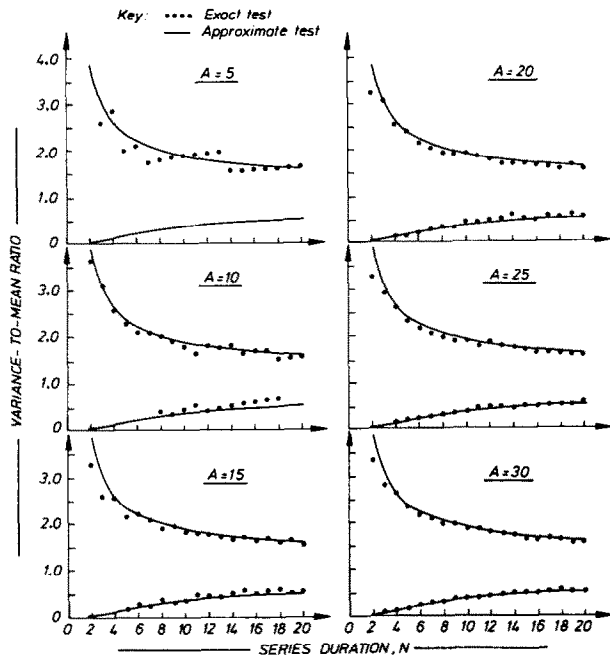 Key: •••• Exact test
—— Approximate test
A = 5
A = 20
A = 10
A = 25
A = 15
A = 30
VARIANCE-TO-MEAN RATIO
4.0
3.0
2.0
1.0
0
3.0
2.0
1.0
0
3.0
2.0
1.0
0
0 2 4 6 8 10 12 14 16 18 20
0 2 4 6 8 10 12 14 16 18 20
SERIES DURATION, N